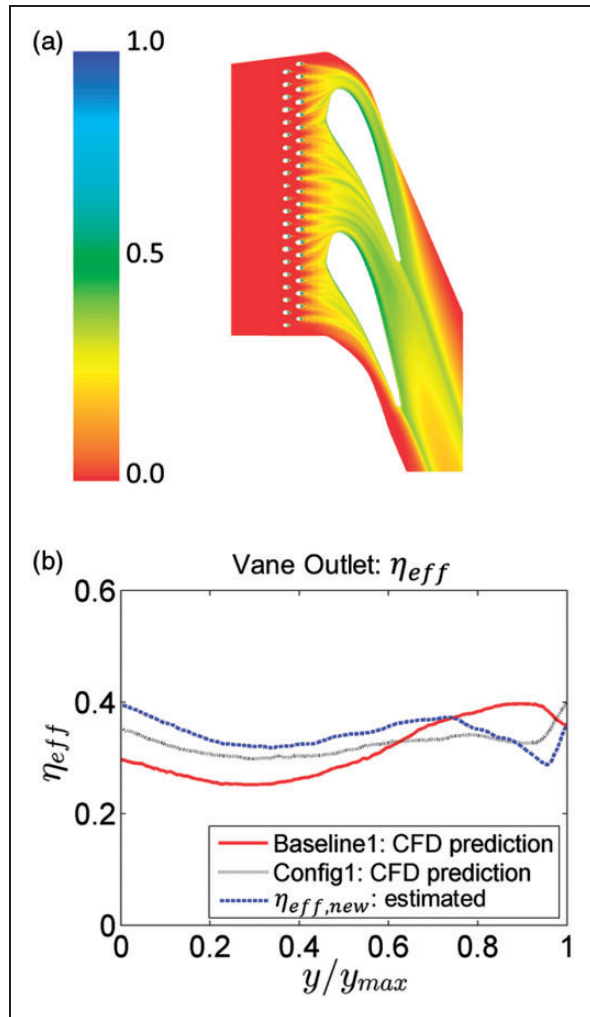 (a)
1.0
0.5
0.0
(b)
Vane Outlet: η_eff
0.6
0.4
0.2
0
η_eff
Baseline1: CFD prediction
Config1: CFD prediction
η_eff,new: estimated
0 0.2 0.4 0.6 0.8 1
y/y_max